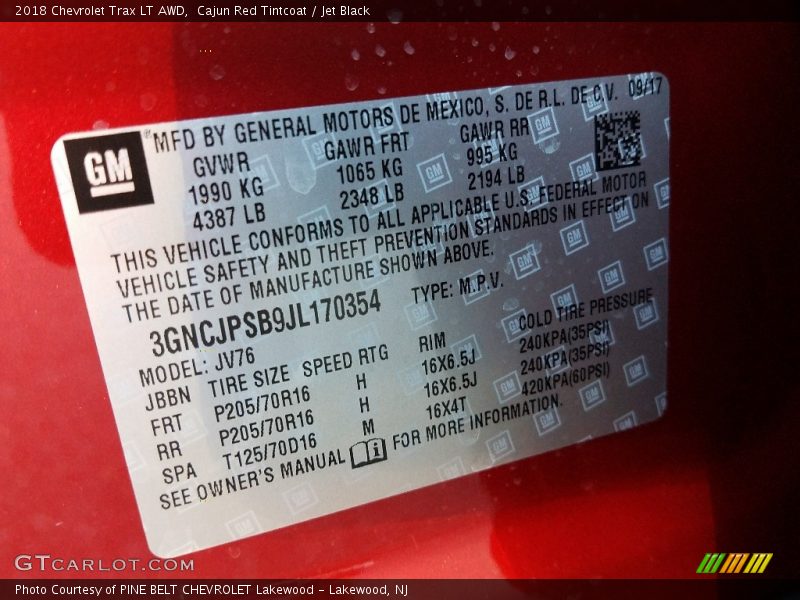 2018 Chevrolet Trax LT AWD,  Cajun Red Tintcoat / Jet Black
GM® MFD BY GENERAL MOTORS DE MEXICO, S. DE R.L. DE C.V. 09/17
GVWR GAWR FRT GAWR RR
1990 KG 1065 KG 995 KG
4387 LB 2348 LB 2194 LB
THIS VEHICLE CONFORMS TO ALL APPLICABLE U.S. FEDERAL MOTOR
VEHICLE SAFETY AND THEFT PREVENTION STANDARDS IN EFFECT ON
THE DATE OF MANUFACTURE SHOWN ABOVE.
3GNCJPSB9JL170354 TYPE: M.P.V.
MODEL: JV76
JBBN TIRE SIZE SPEED RTG RIM COLD TIRE PRESSURE
FRT P205/70R16 H 16X6.5J 240KPA(35PSI)
RR P205/70R16 H 16X6.5J 240KPA(35PSI)
SPA T125/70D16 M 16X4T 420KPA(60PSI)
SEE OWNER'S MANUAL FOR MORE INFORMATION.
GTCARLOT.COM
Photo Courtesy of PINE BELT CHEVROLET Lakewood - Lakewood, NJ